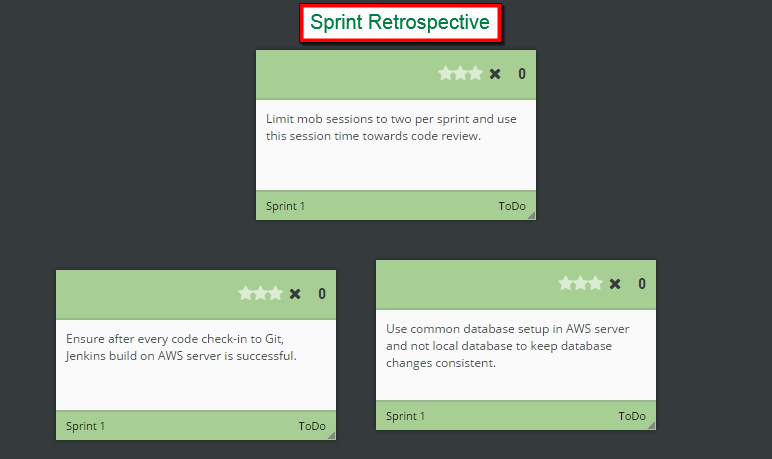 Sprint Retrospective
0
Limit mob sessions to two per sprint and use
this session time towards code review.
Sprint 1 ToDo
0
Ensure after every code check-in to Git,
Jenkins build on AWS server is successful.
Sprint 1 ToDo
0
Use common database setup in AWS server
and not local database to keep database
changes consistent.
Sprint 1 ToDo